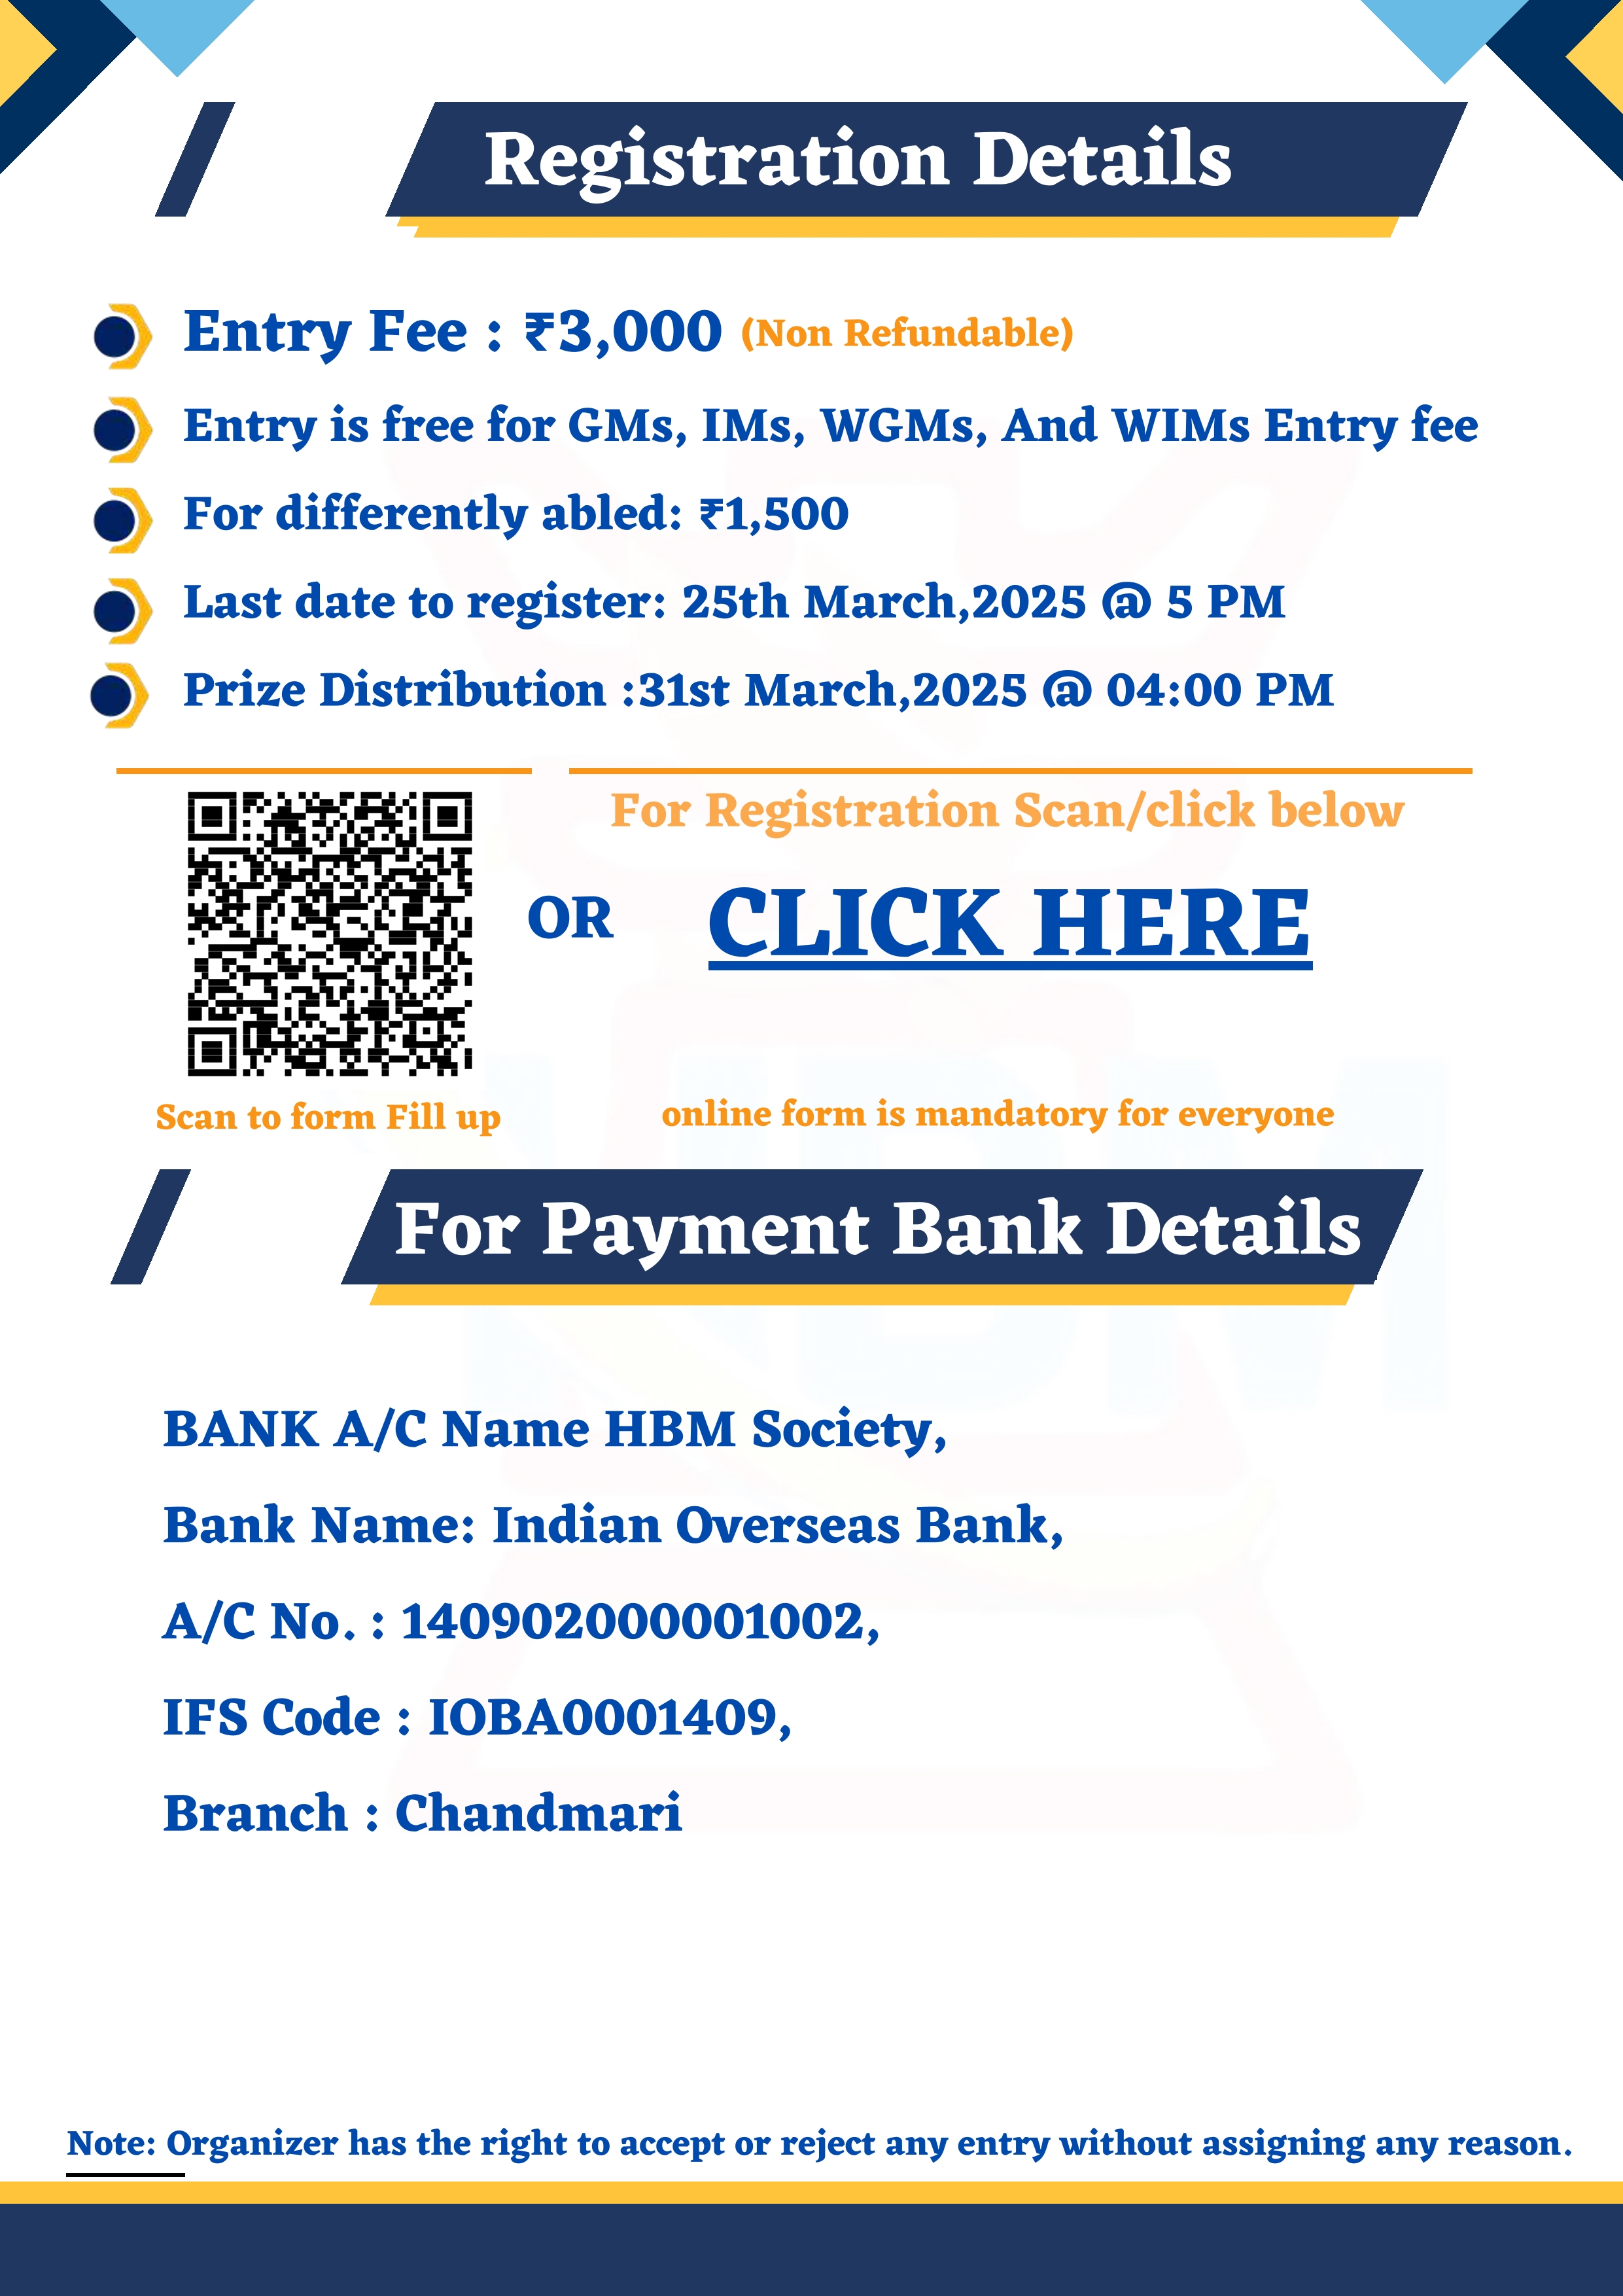 Registration Details
Entry Fee : ₹3,000 (Non Refundable)
Entry is free for GMs, IMs, WGMs, And WIMs Entry fee
For differently abled: ₹1,500
Last date to register: 25th March,2025 @ 5 PM
Prize Distribution :31st March,2025 @ 04:00 PM
For Registration Scan/click below
OR CLICK HERE
Scan to form Fill up
online form is mandatory for everyone
For Payment Bank Details
BANK A/C Name HBM Society,
Bank Name: Indian Overseas Bank,
A/C No. : 140902000001002,
IFS Code : IOBA0001409,
Branch : Chandmari
Note: Organizer has the right to accept or reject any entry without assigning any reason.